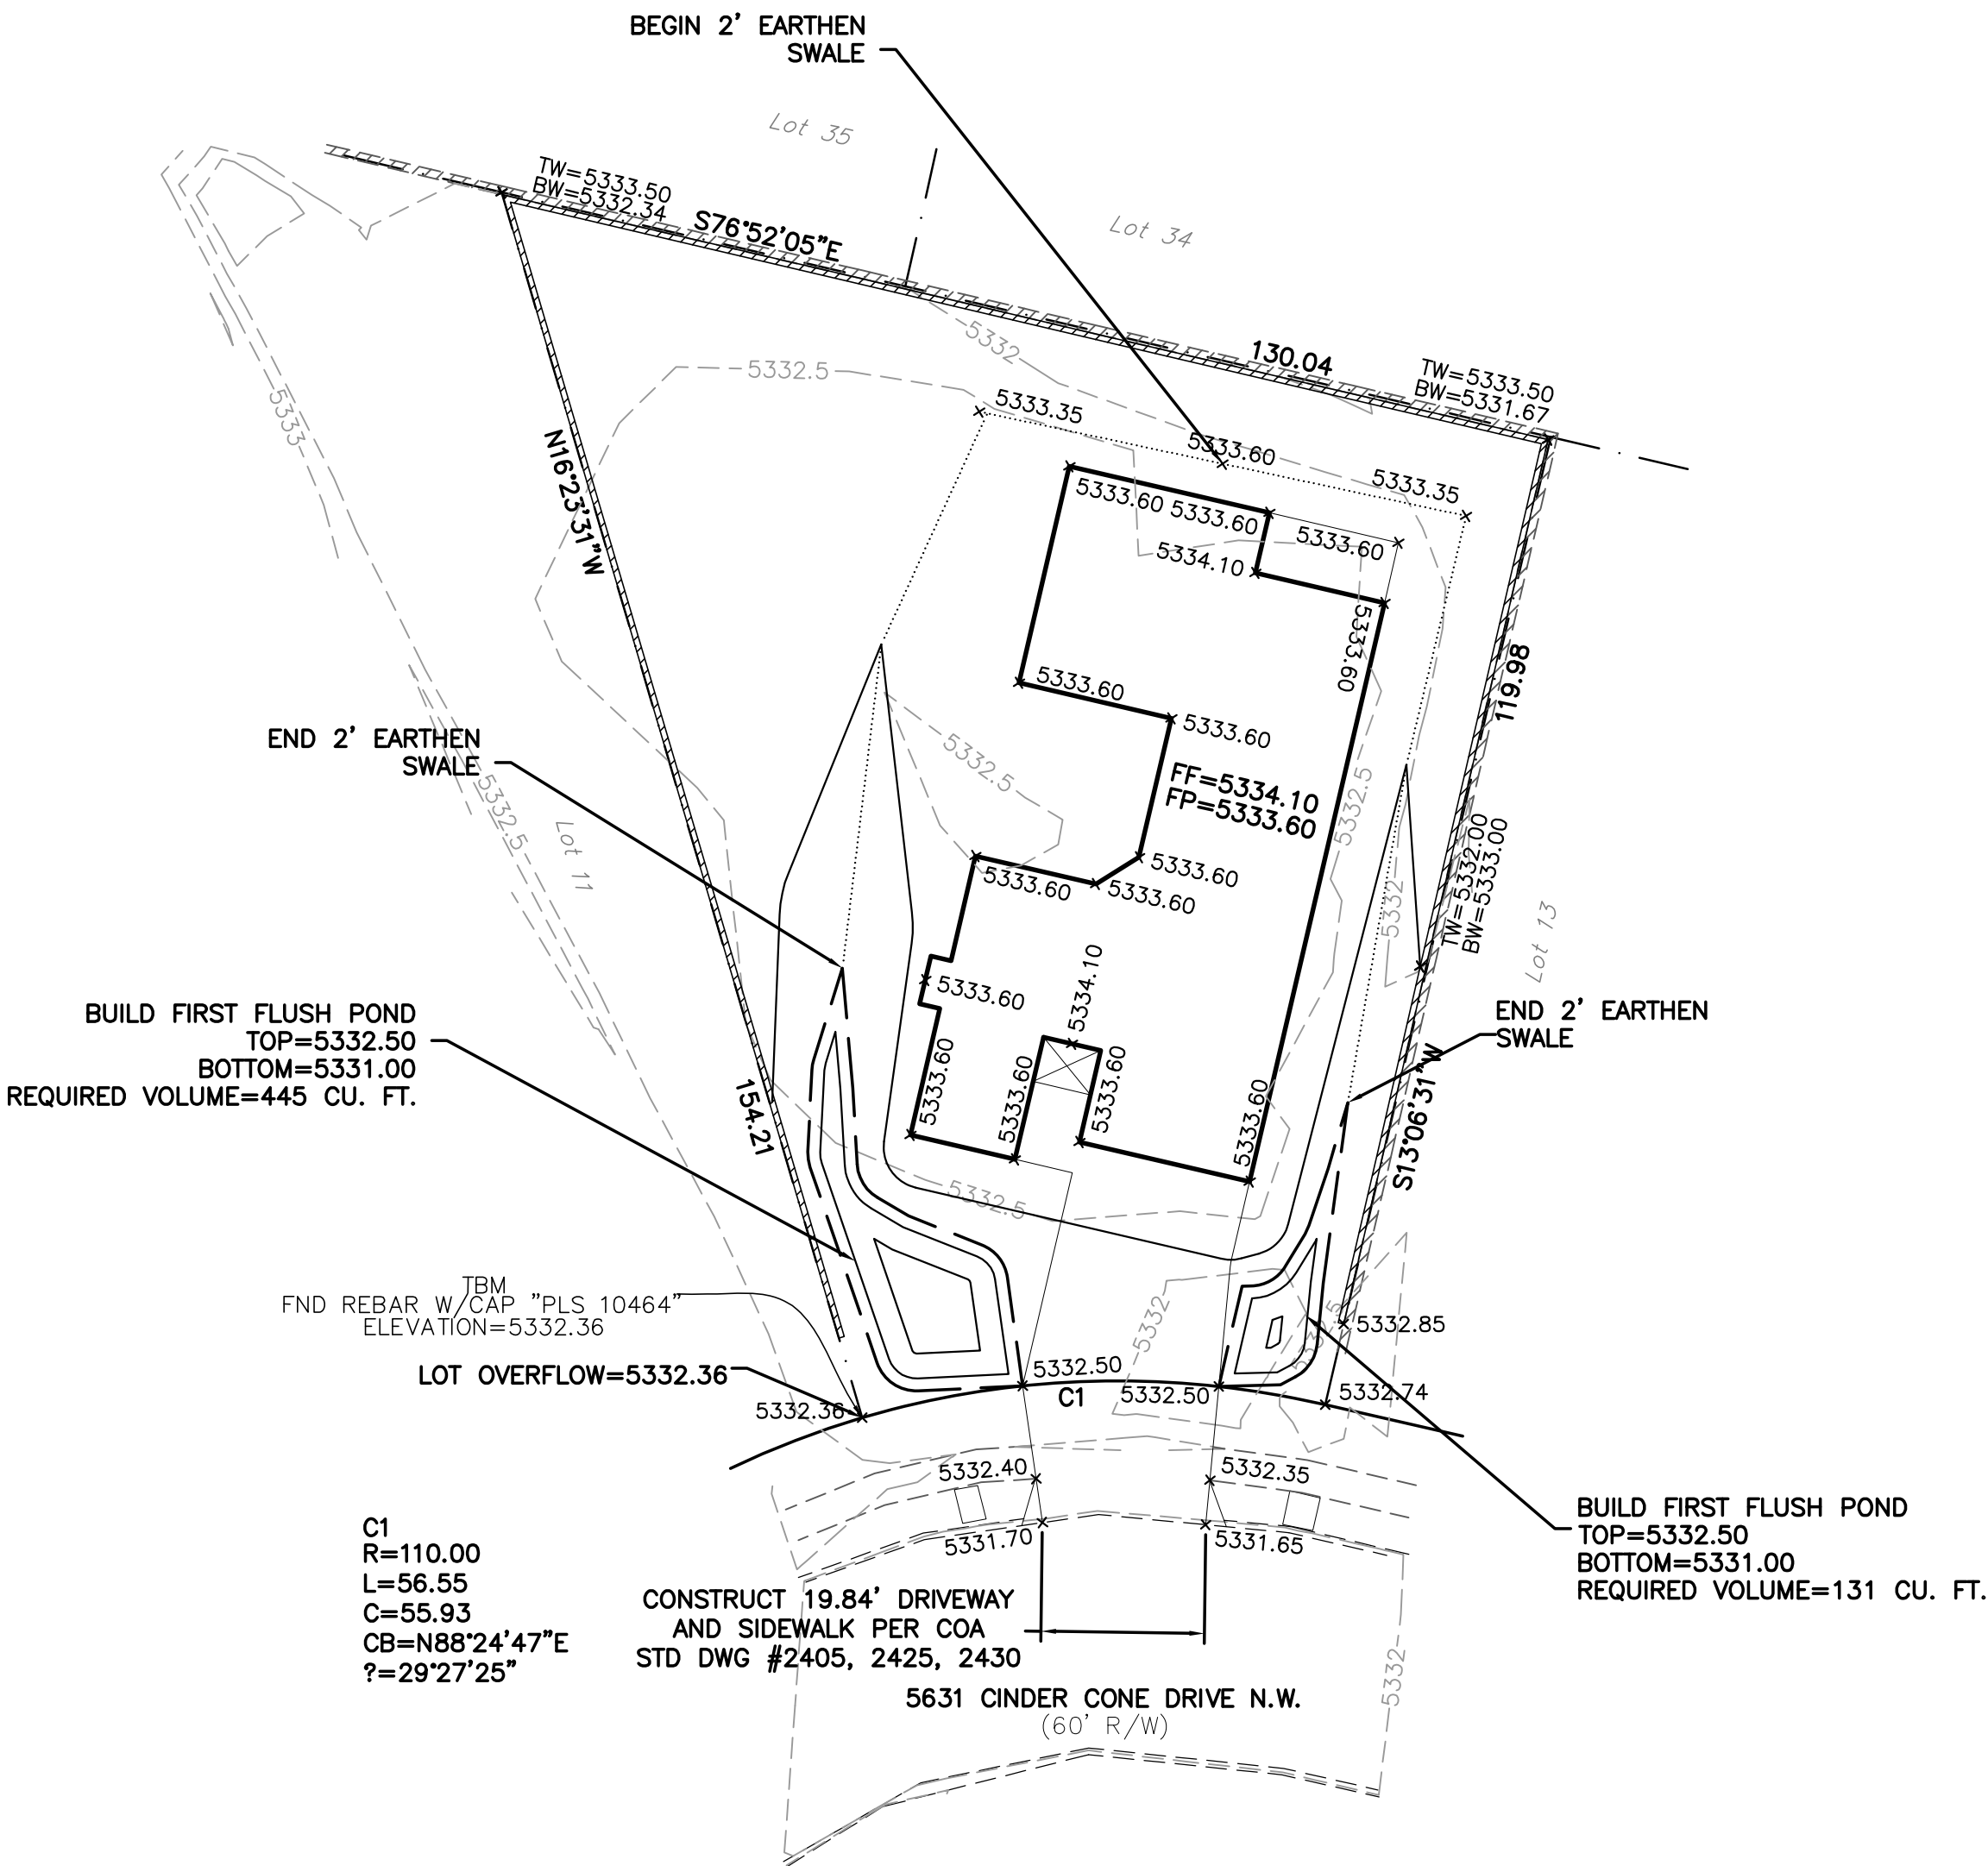 BEGIN 2' EARTHEN
SWALE
Lot 35
Lot 34
TW=5333.50
BW=5332.34
S76°52'05"E
130.04
TW=5333.50
BW=5331.67
5332
5332.5
5333
5333.35
5333.60
5333.35
N16°23'31"W
5333.60
5333.60
5333.60
5334.10
5333.60
5333.60
5333.60
119.98
END 2' EARTHEN
SWALE
5332.5
5332.5
FF=5334.10
FP=5333.60
5332.5
Lot 11
TW=5332.00
BW=5333.00
5332
5333.60
5333.60
5333.60
Lot 13
5333.60
5334.10
BUILD FIRST FLUSH POND
TOP=5332.50
BOTTOM=5331.00
REQUIRED VOLUME=445 CU. FT.
END 2' EARTHEN
SWALE
154.21
5333.60
5333.60
5333.60
5333.60
S13°06'31"W
5332.5
TBM
FND REBAR W/CAP "PLS 10464"
ELEVATION=5332.36
5332
5332.5
5332.85
LOT OVERFLOW=5332.36
5332.50
C1
5332.50
5332.74
5332.36
5332.40
5332.35
5331.70
5331.65
BUILD FIRST FLUSH POND
TOP=5332.50
BOTTOM=5331.00
REQUIRED VOLUME=131 CU. FT.
C1
R=110.00
L=56.55
C=55.93
CB=N88°24'47"E
?=29°27'25"
CONSTRUCT 19.84' DRIVEWAY
AND SIDEWALK PER COA
STD DWG #2405, 2425, 2430
5332
5631 CINDER CONE DRIVE N.W.
(60' R/W)